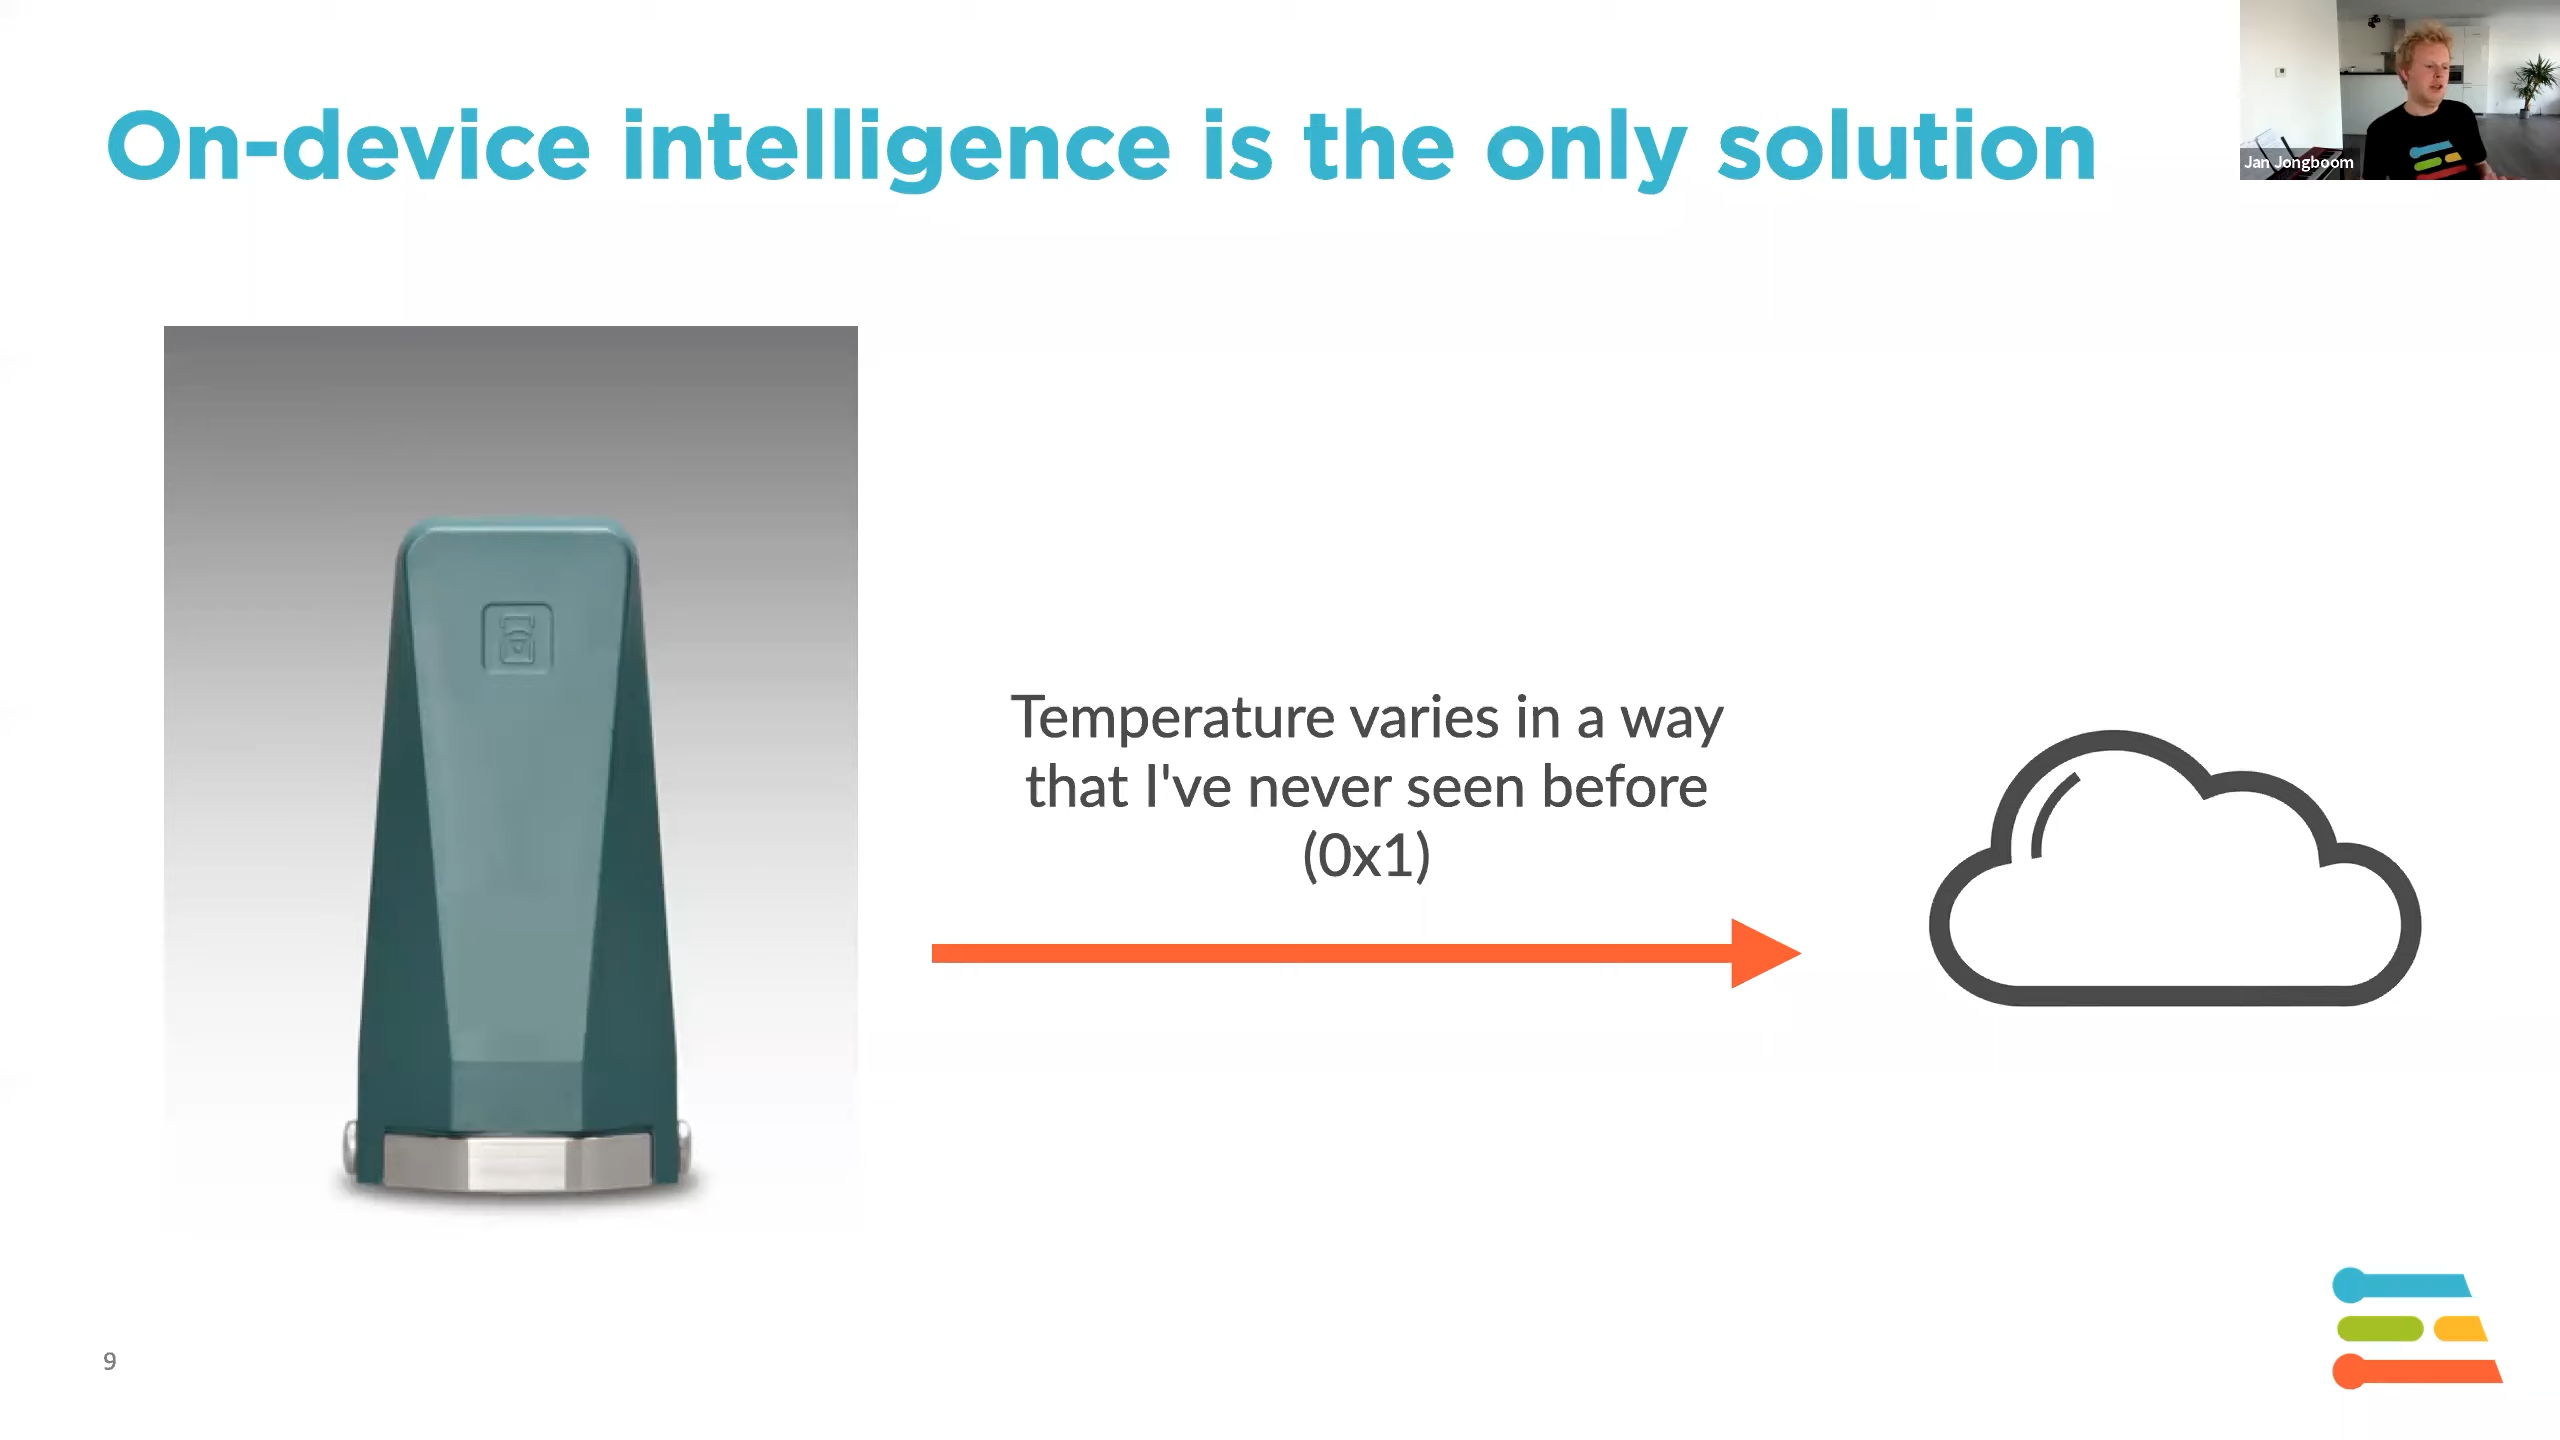 On-device intelligence is the only solution
Jan Jongboom
Temperature varies in a way
that I've never seen before
(0x1)
9